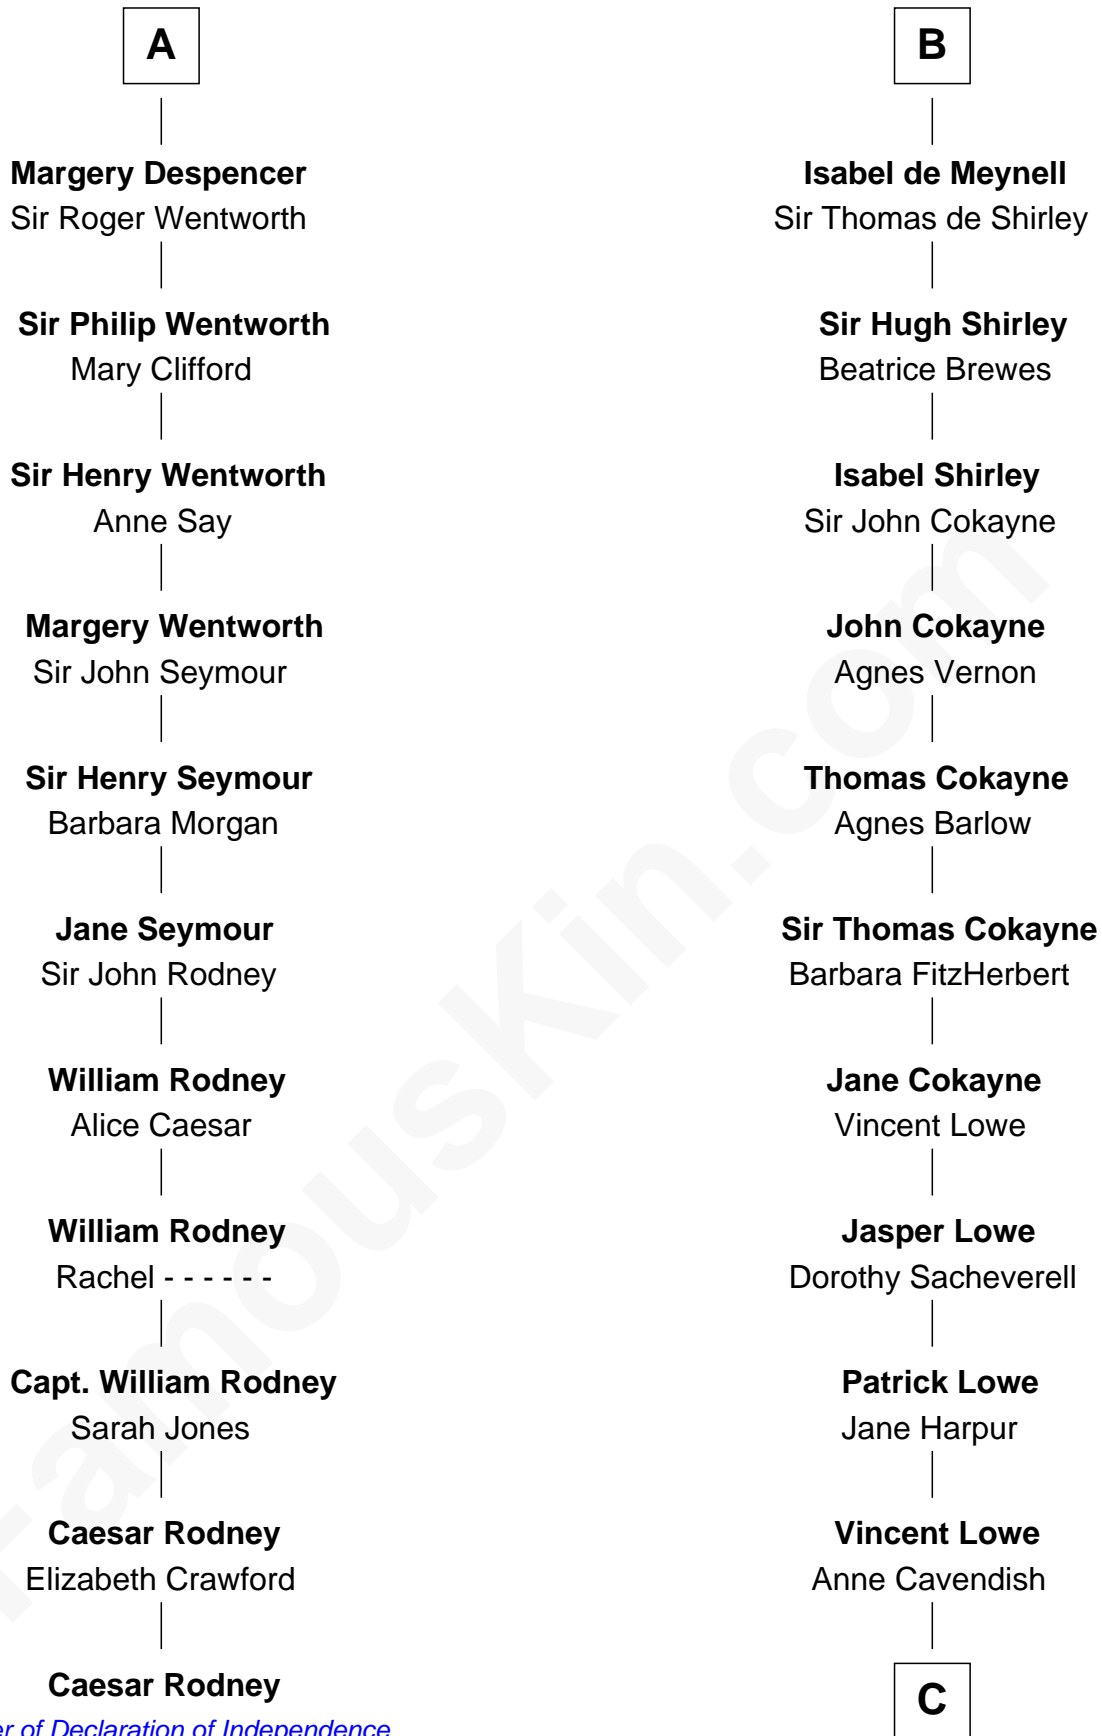 A
Margery Despencer
Sir Roger Wentworth
Sir Philip Wentworth
Mary Clifford
Sir Henry Wentworth
Anne Say
Margery Wentworth
Sir John Seymour
Sir Henry Seymour
Barbara Morgan
Jane Seymour
Sir John Rodney
William Rodney
Alice Caesar
William Rodney
Rachel - - - - - -
Capt. William Rodney
Sarah Jones
Caesar Rodney
Elizabeth Crawford
Caesar Rodney
er of Declaration of Independence
B
Isabel de Meynell
Sir Thomas de Shirley
Sir Hugh Shirley
Beatrice Brewes
Isabel Shirley
Sir John Cokayne
John Cokayne
Agnes Vernon
Thomas Cokayne
Agnes Barlow
Sir Thomas Cokayne
Barbara FitzHerbert
Jane Cokayne
Vincent Lowe
Jasper Lowe
Dorothy Sacheverell
Patrick Lowe
Jane Harpur
Vincent Lowe
Anne Cavendish
C
FamousKin.com